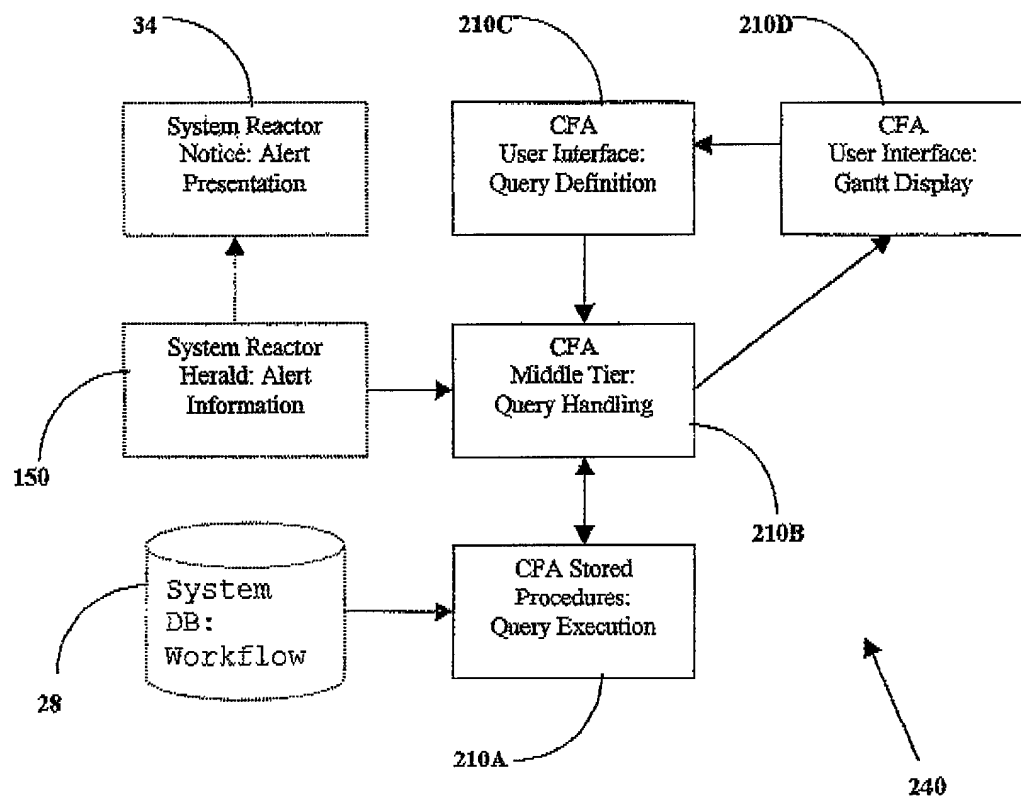 34
210C
210D
System Reactor
Notice: Alert
Presentation
CFA
User Interface:
Query Definition
CFA
User Interface:
Gantt Display
System Reactor
Herald: Alert
Information
CFA
Middle Tier:
Query Handling
150
210B
System
DB:
Workflow
CFA Stored
Procedures:
Query Execution
28
210A
240